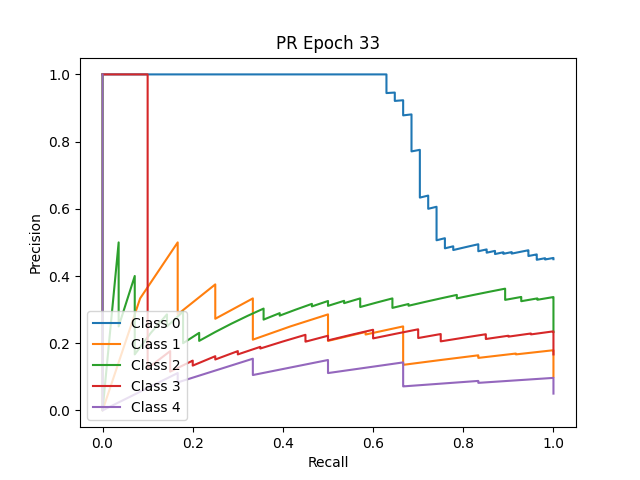 PR Epoch 33
Precision
1.0
0.8
0.6
0.4
0.2
0.0
Class 0
Class 1
Class 2
Class 3
Class 4
0.0 0.2 0.4 0.6 0.8 1.0
Recall